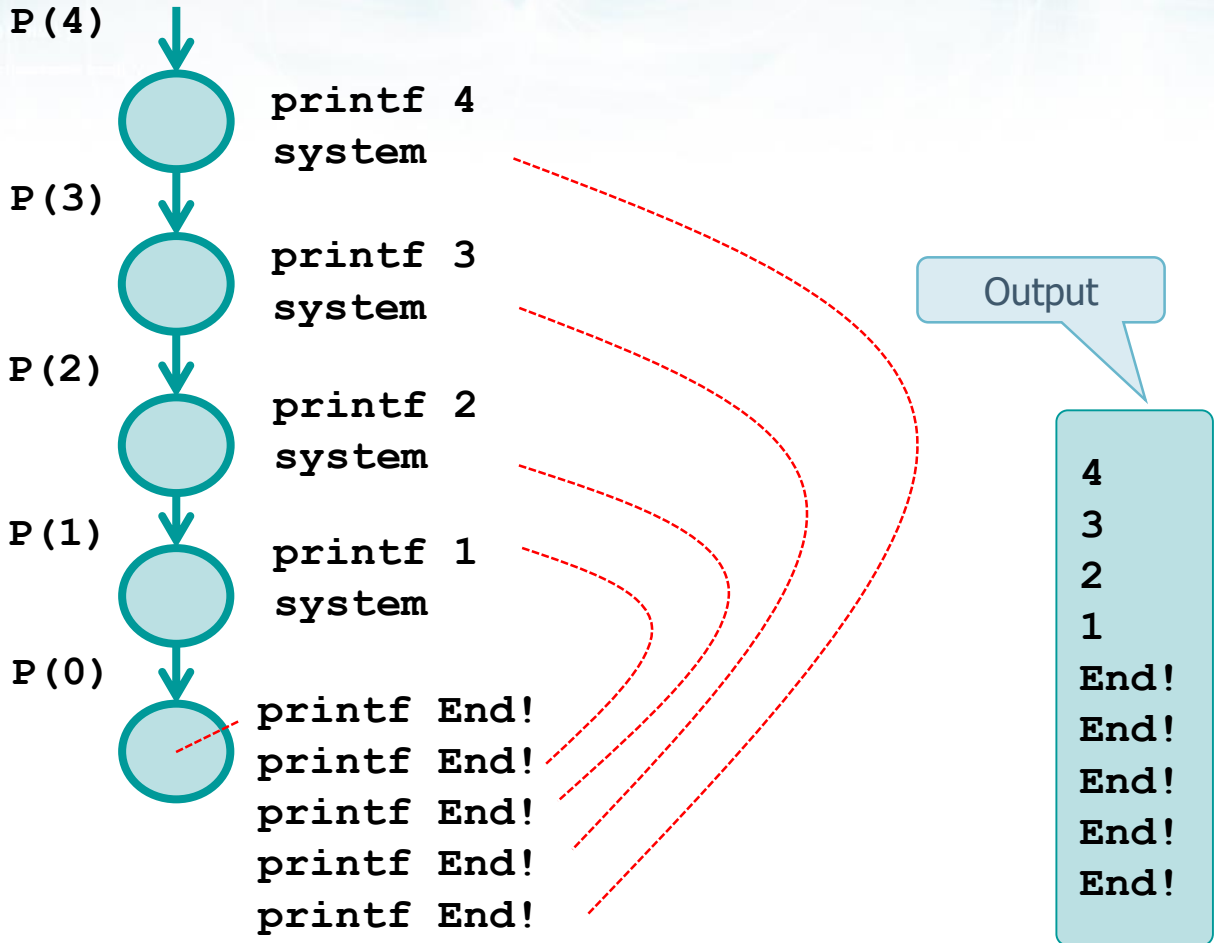 P(4)
printf 4
system
P(3)
printf 3
system
P(2)
printf 2
system
P(1)
printf 1
system
P(0)
printf End!
printf End!
printf End!
printf End!
printf End!
Output
4
3
2
1
End!
End!
End!
End!
End!